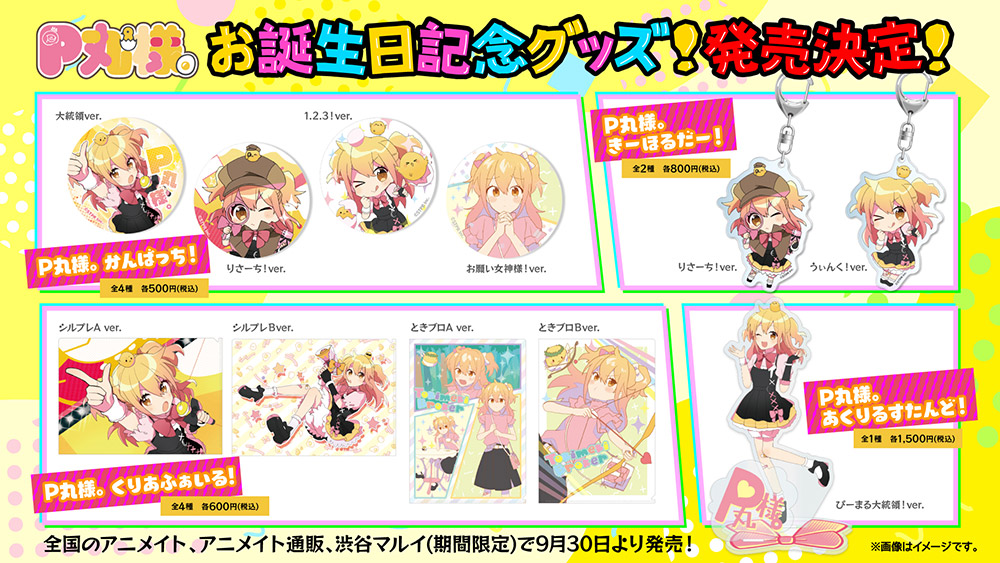 P丸様。
お誕生日記念グッズ!発売決定!
大統領ver.
1.2.3!ver.
P丸様。
りさーち!ver.
お願い女神様!ver.
P丸様。かんばっち!
全4種 各500円(税込)
P丸様。
きーほるだー!
全2種 各800円(税込)
りさーち!ver.
うぃんく!ver.
シルプレA ver.
シルプレBver.
ときプロA ver.
ときプロBver.
P丸様。くりあふぁいる!
全4種 各600円(税込)
P丸様。
あくりるすたんど!
全1種 各1,500円(税込)
P丸様。
ぴーまる大統領!ver.
全国のアニメイト、アニメイト通販、渋谷マルイ(期間限定)で9月30日より発売!
※画像はイメージです。